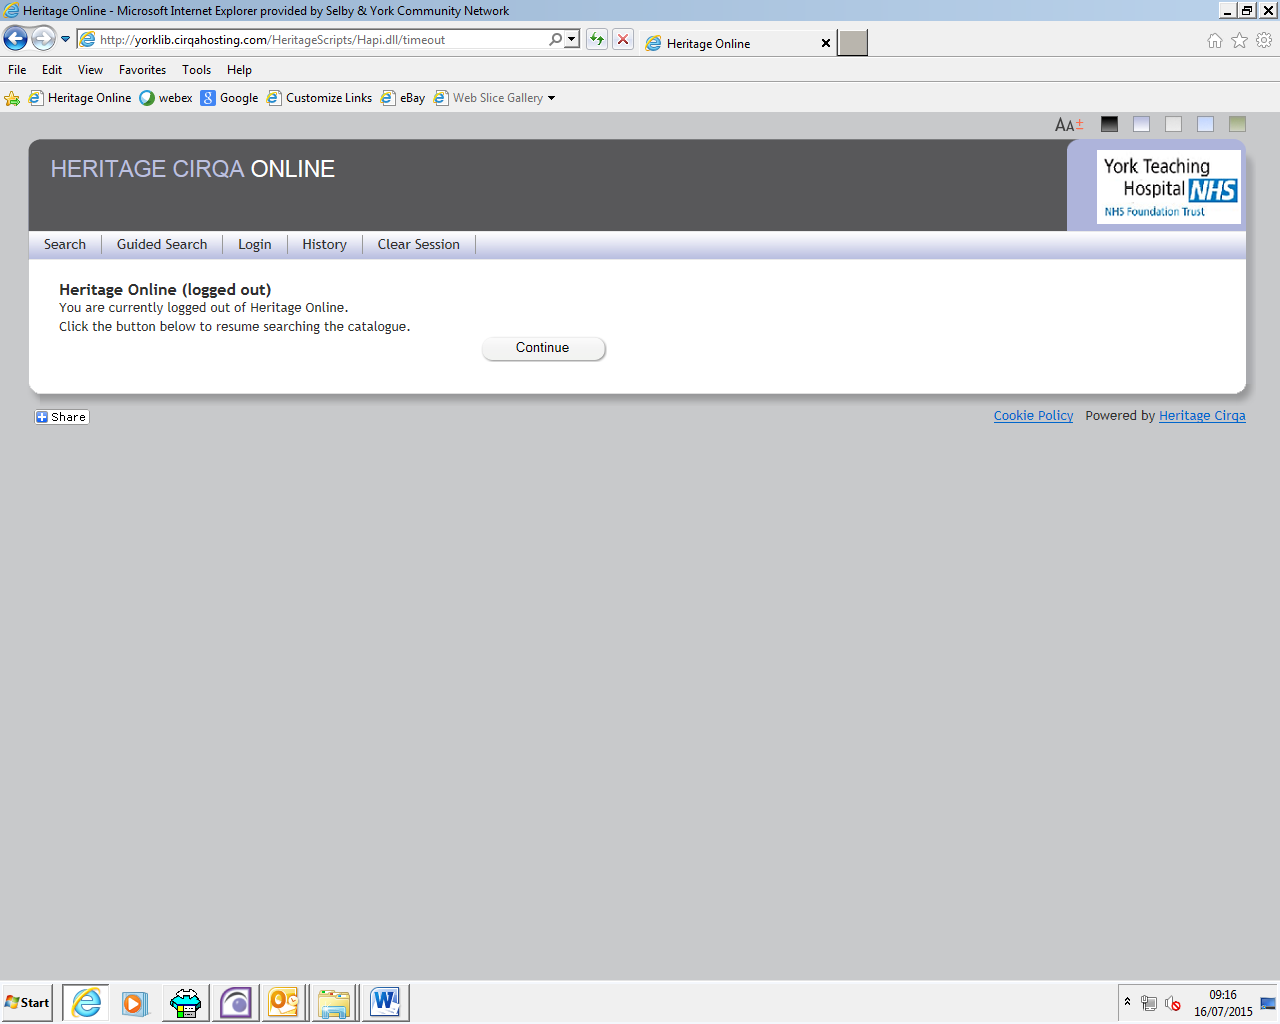 Heritage Online - Microsoft Internet Explorer provided by Selby & York Community Network
http://yorklib.cirqahosting.com/HeritageScripts/Hapi.dll/timeout
Heritage Online
File Edit View Favorites Tools Help
Heritage Online webex Google Customize Links eBay Web Slice Gallery
AA±
HERITAGE CIRQA ONLINE
York Teaching
Hospital NHS
NHS Foundation Trust
Search Guided Search Login History Clear Session
Heritage Online (logged out)
You are currently logged out of Heritage Online.
Click the button below to resume searching the catalogue.
Continue
Share
Cookie Policy Powered by Heritage Cirqa
Start
09:16
16/07/2015